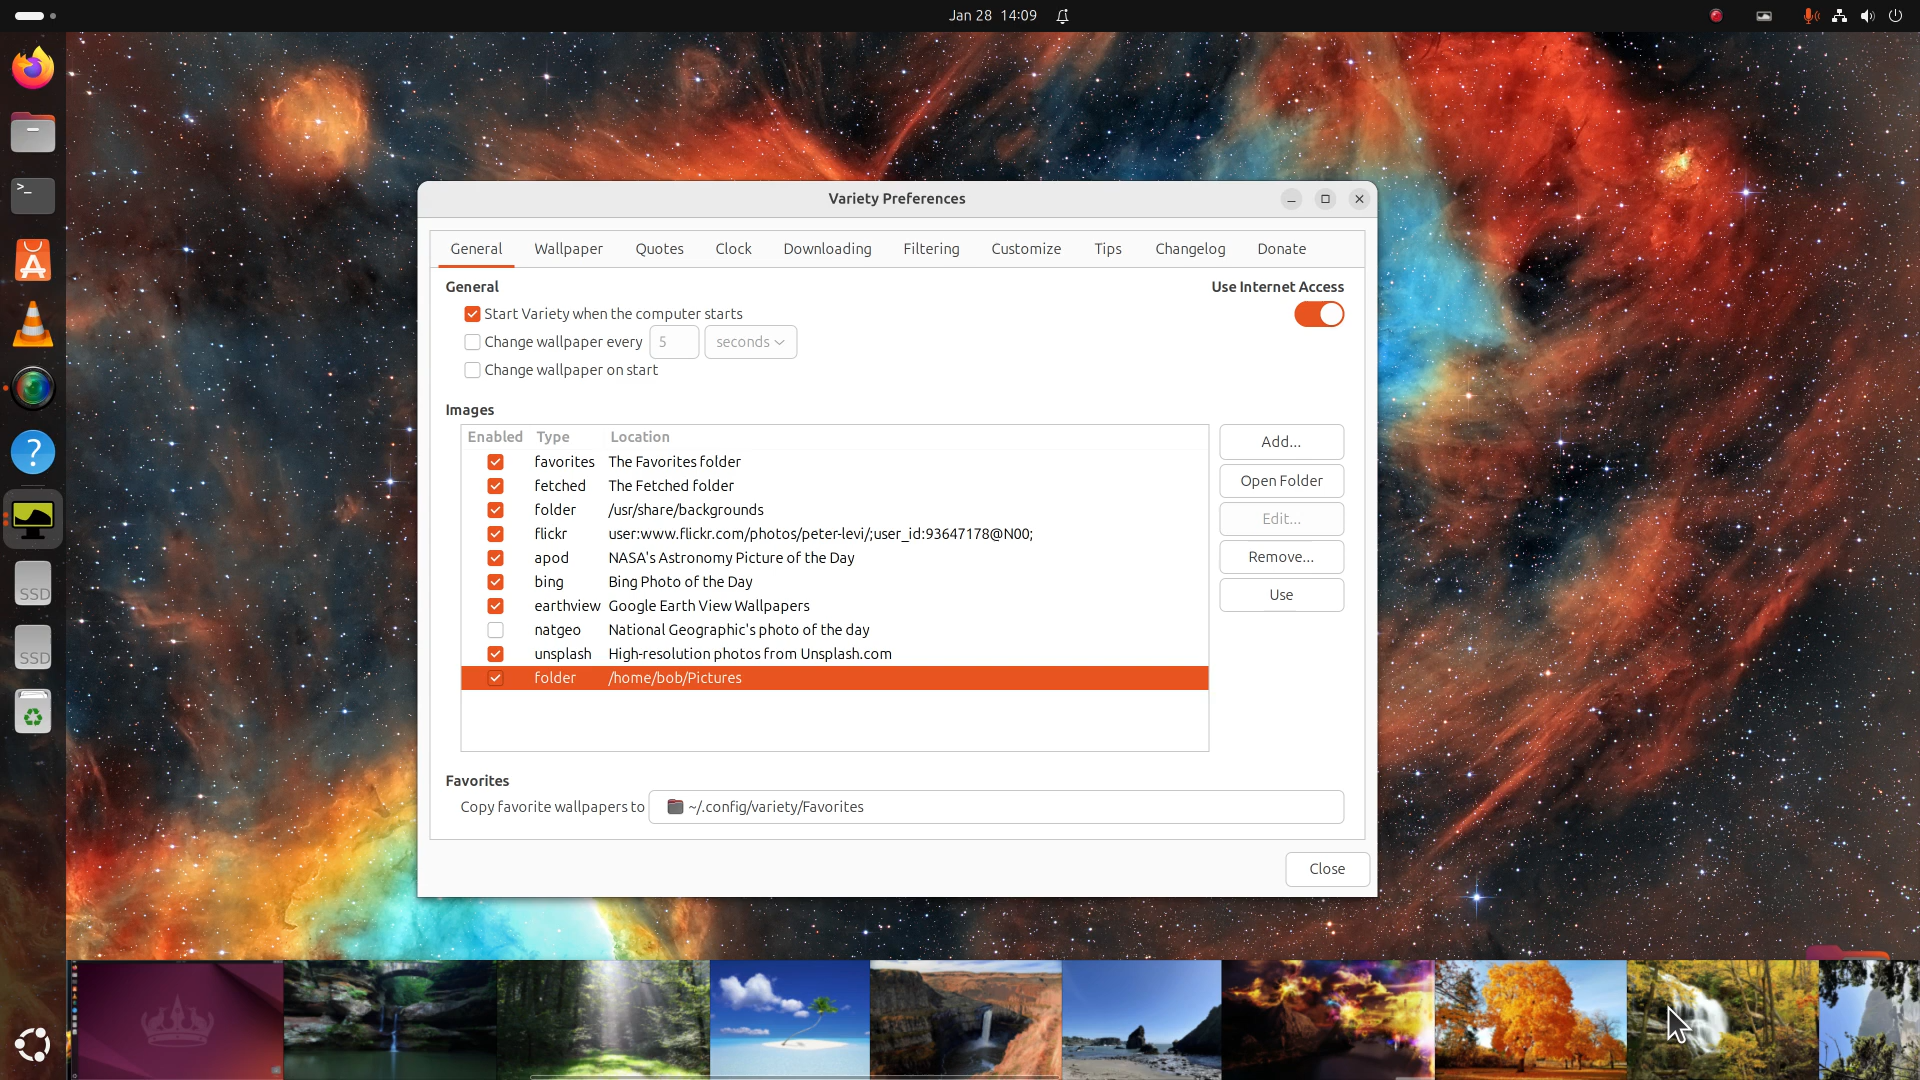 Jan 28 14:09
Variety Preferences
General Wallpaper Quotes Clock Downloading Filtering Customize Tips Changelog Donate
General
Use Internet Access
Start Variety when the computer starts
Change wallpaper every 5 seconds
Change wallpaper on start
Images
Enabled Type Location
favorites The Favorites folder
fetched The Fetched folder
folder /usr/share/backgrounds
flickr user:www.flickr.com/photos/peter-levi/;user_id:93647178@N00;
apod NASA's Astronomy Picture of the Day
bing Bing Photo of the Day
earthview Google Earth View Wallpapers
natgeo National Geographic's photo of the day
unsplash High-resolution photos from Unsplash.com
folder /home/bob/Pictures
Add...
Open Folder
Edit...
Remove...
Use
Favorites
Copy favorite wallpapers to ~/.config/variety/Favorites
Close
>_
?
SSD
SSD